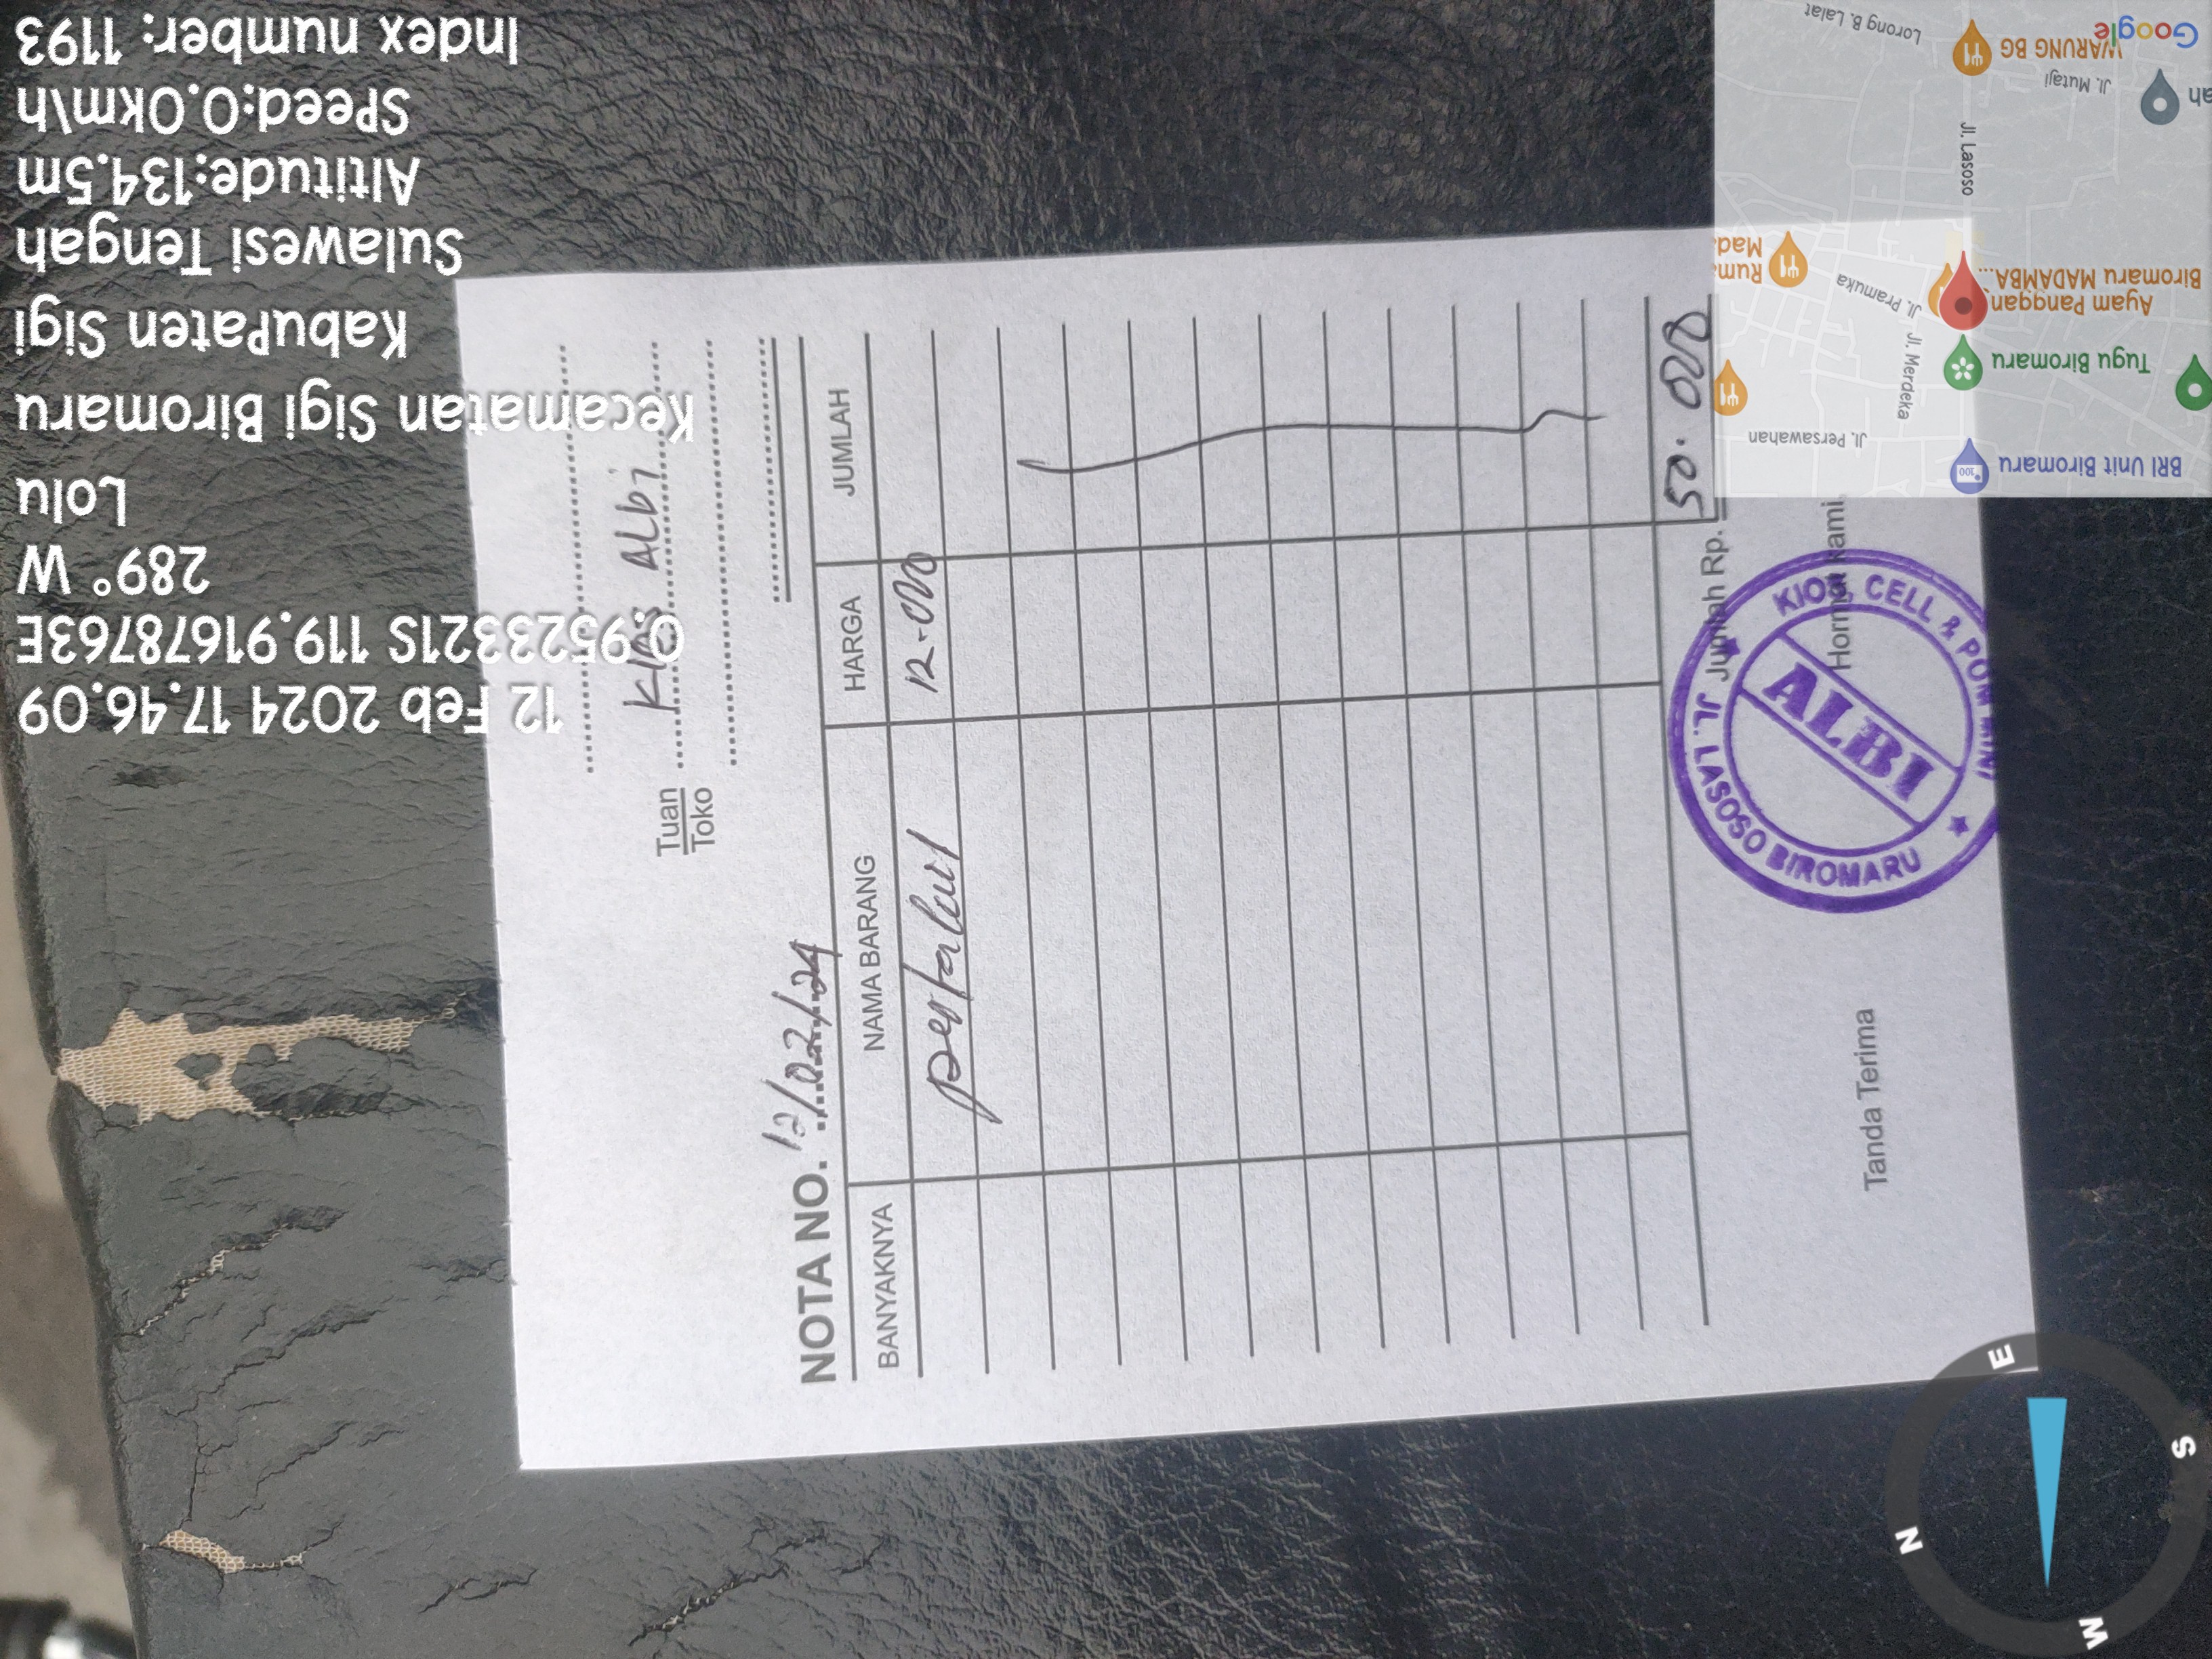 12 Feb 2024 17.46.09
0.9523321S 119.91678763E
289° W
Lolu
Kecamatan Sigi Biromaru
Kabupaten Sigi
Sulawesi Tengah
Altitude:134.5m
Speed:0.0km\h
Index number: 1193
Tuan
Toko
Kios ALbi
NOTA NO. 12/02/24
BANYAKNYA NAMA BARANG HARGA JUMLAH
pertalit 12.000
Jumlah Rp. 50.000
Tanda Terima
Hormat kami,
KIOS CELL & POM MINI
ALBI
JL. LASOSO BIROMARU
BRI Unit Biromaru
Jl. Persawahan
Tugu Biromaru
Jl. Merdeka
Ayam Panggang
Biromaru MADAMBA...
Jl. Pramuka
Jl. Lasoso
Jl. Mutaji
WARUNG BG
Lorong B. Lalat
Google
N
E
S
W